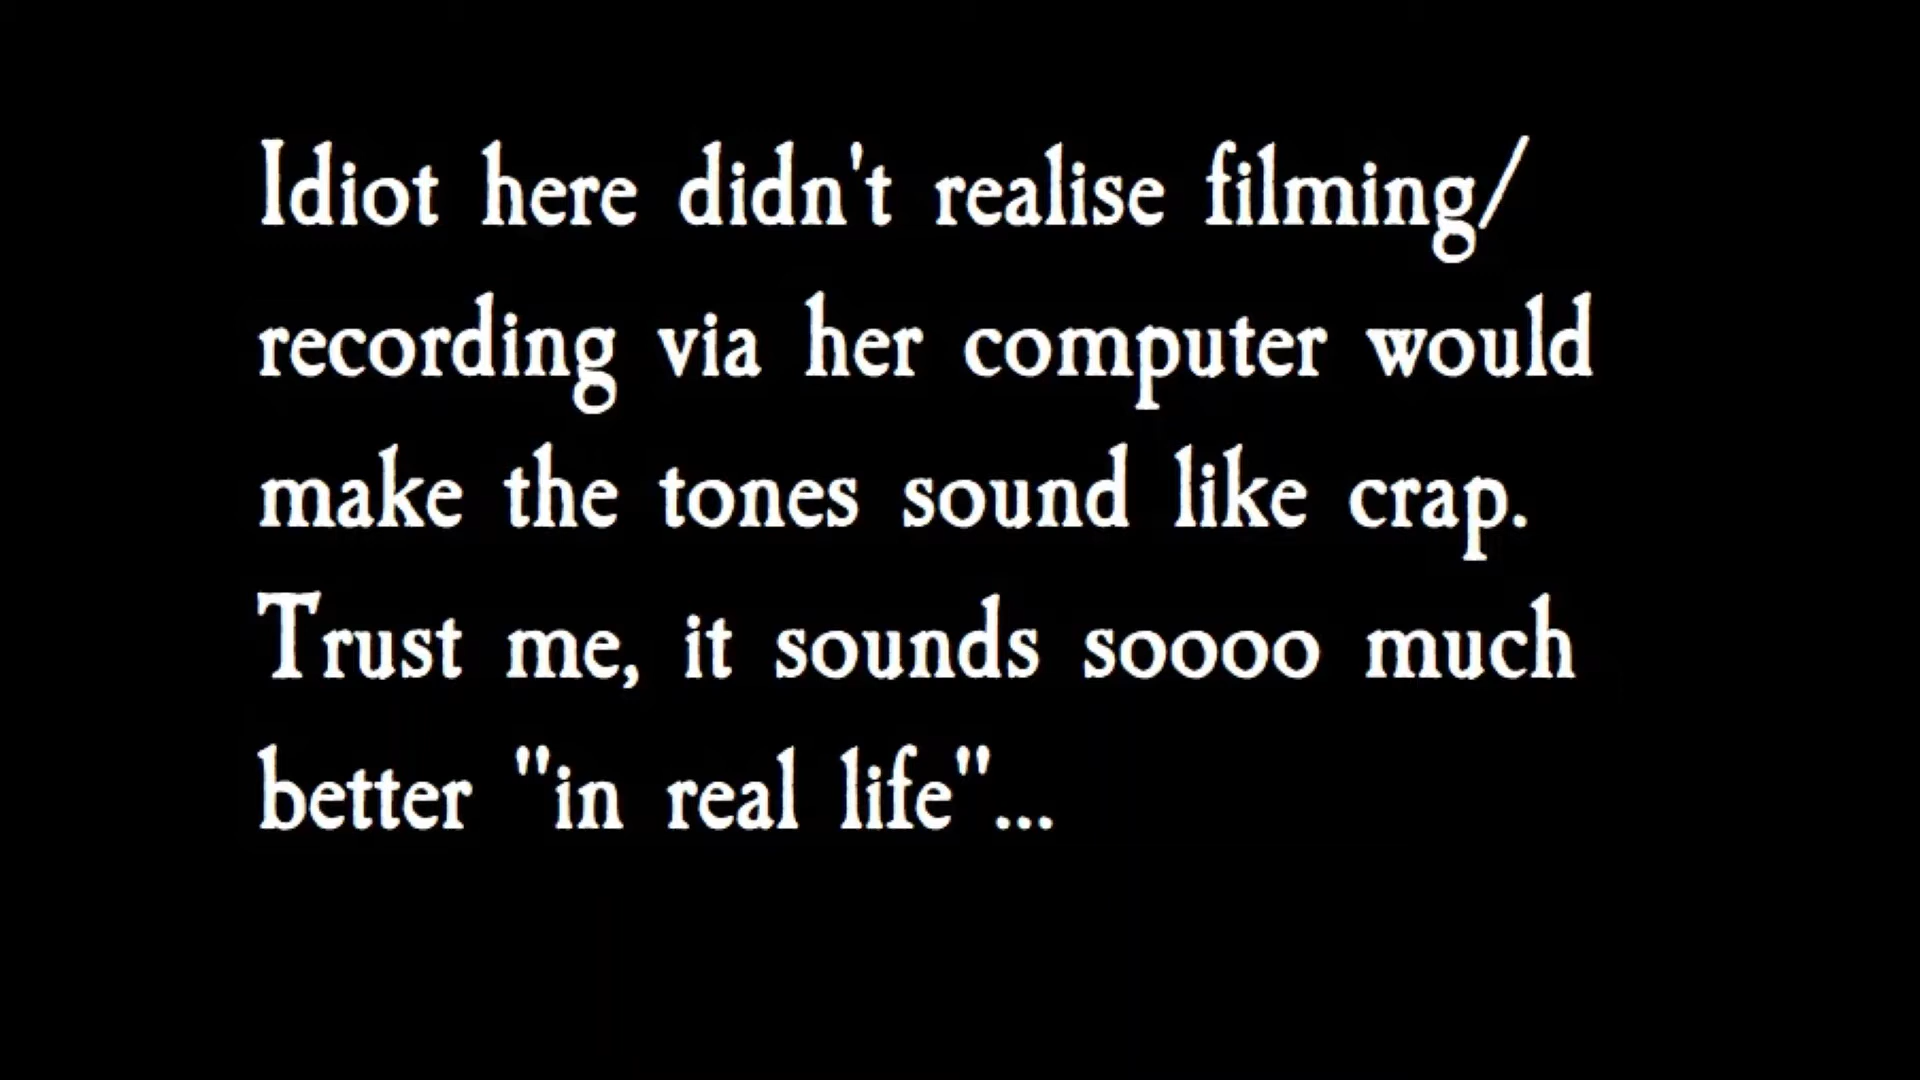 Idiot here didn't realise filming/
recording via her computer would
make the tones sound like crap.
Trust me, it sounds soooo much
better "in real life"...